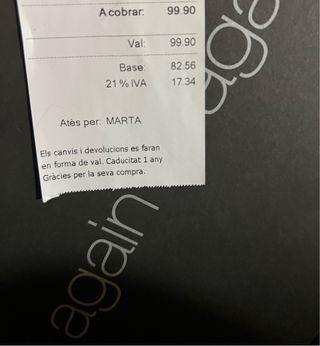 A cobrar: 99.90
Val: 99.90
Base: 82.56
21 % IVA 17.34
Atès per: MARTA
Els canvis i devolucions es faran
en forma de val. Caducitat 1 any
Gràcies per la seva compra.
again
again